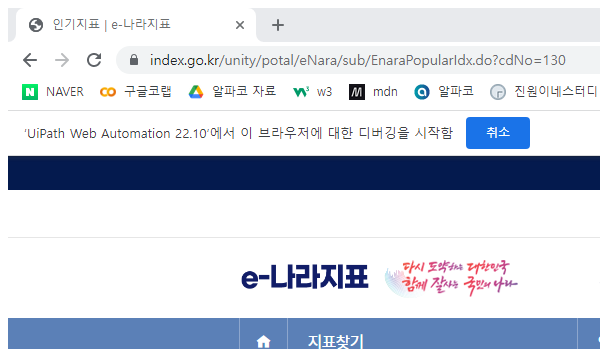 인기지표 | e-나라지표
index.go.kr/unity/potal/eNara/sub/EnaraPopularIdx.do?cdNo=130
NAVER 구글코랩 알파코 자료 w3 mdn 알파코 진원이네스터디
'UiPath Web Automation 22.10'에서 이 브라우저에 대한 디버깅을 시작함 취소
e-나라지표 다시 도약하는 대한민국
함께 잘사는 국민의 나라
지표찾기